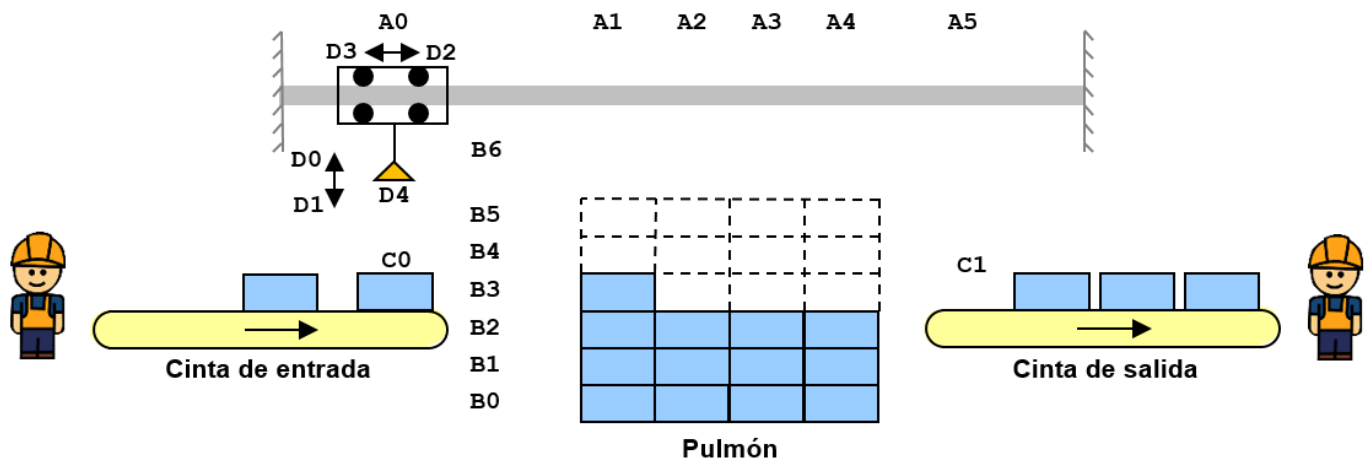 A0 A1 A2 A3 A4 A5
D3 D2
B6
D0
D4
D1
B5
B4
C0 C1
B3
B2
Cinta de entrada Cinta de salida
B1
B0
Pulmón